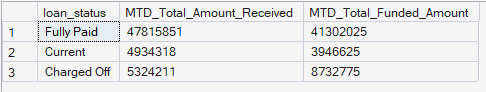 loan_status MTD_Total_Amount_Received MTD_Total_Funded_Amount
1 Fully Paid 47815851 41302025
2 Current 4934318 3946625
3 Charged Off 5324211 8732775